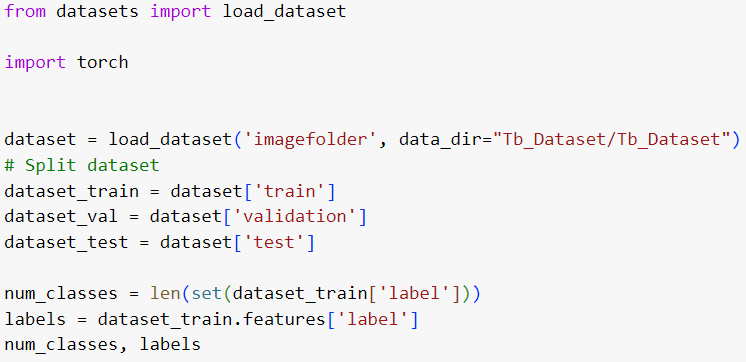 from datasets import load_dataset
import torch
dataset = load_dataset('imagefolder', data_dir="Tb_Dataset/Tb_Dataset")
# Split dataset
dataset_train = dataset['train']
dataset_val = dataset['validation']
dataset_test = dataset['test']
num_classes = len(set(dataset_train['label']))
labels = dataset_train.features['label']
num_classes, labels